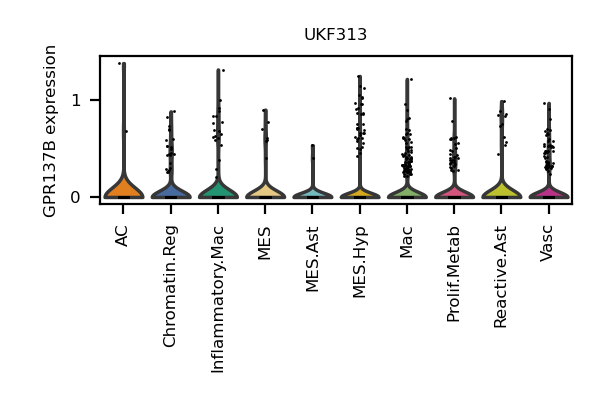 UKF313
GPR137B expression
1
0
AC
Chromatin.Reg
Inflammatory.Mac
MES
MES.Ast
MES.Hyp
Mac
Prolif.Metab
Reactive.Ast
Vasc